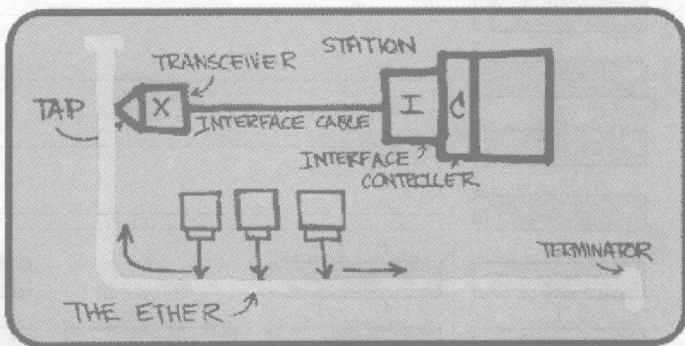 STATION
TRANSCEIVER
TAP
X
I
C
INTERFACE CABLE
INTERFACE
CONTROLLER
TERMINATOR
THE ETHER